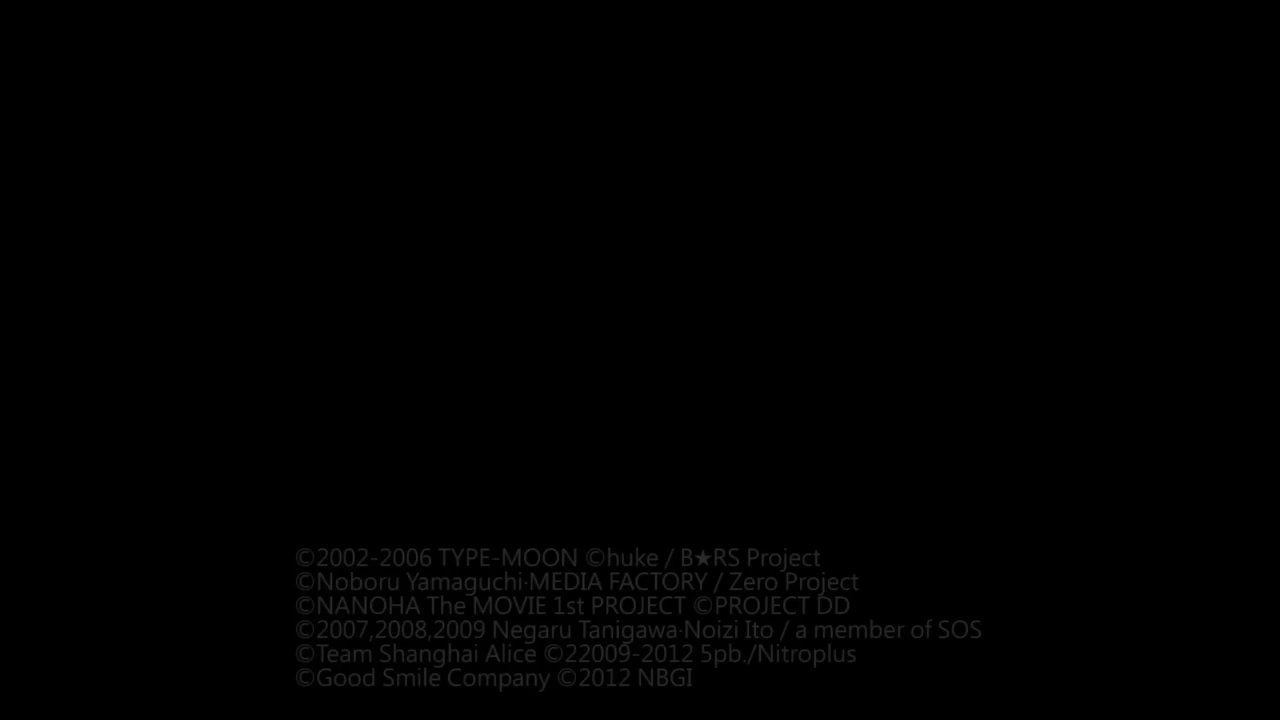 ©2002-2006 TYPE-MOON ©huke / B★RS Project
©Noboru Yamaguchi·MEDIA FACTORY / Zero Project
©NANOHA The MOVIE 1st PROJECT ©PROJECT DD
©2007,2008,2009 Negaru Tanigawa·Noizi Ito / a member of SOS
©Team Shanghai Alice ©22009-2012 5pb./Nitroplus
©Good Smile Company ©2012 NBGI